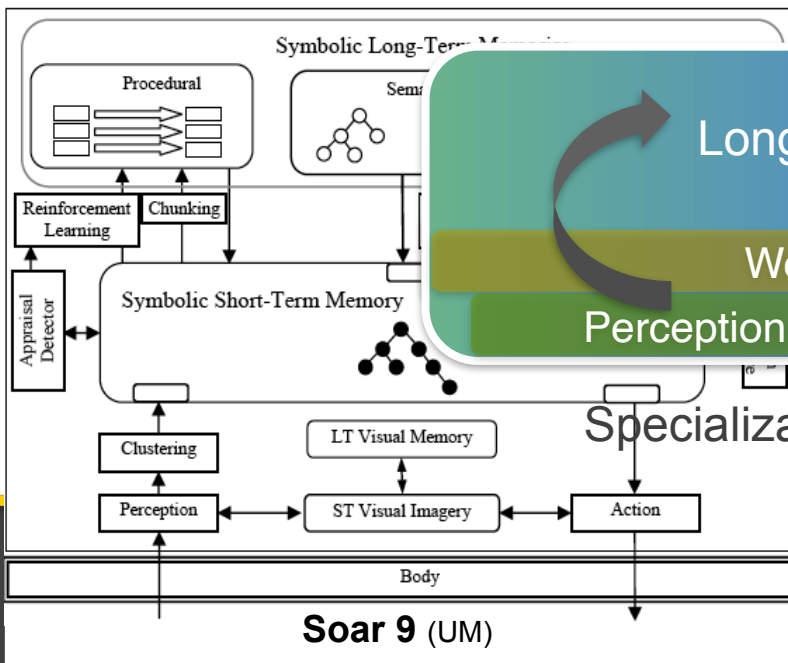 Symbolic Long-Term
Procedural
Sema
Long
Reinforcement
Learning
Chunking
We
Symbolic Short-Term Memory
Perception
Appraisal
Detector
Specializa
Clustering
LT Visual Memory
Perception
ST Visual Imagery
Action
Body
Soar 9 (UM)